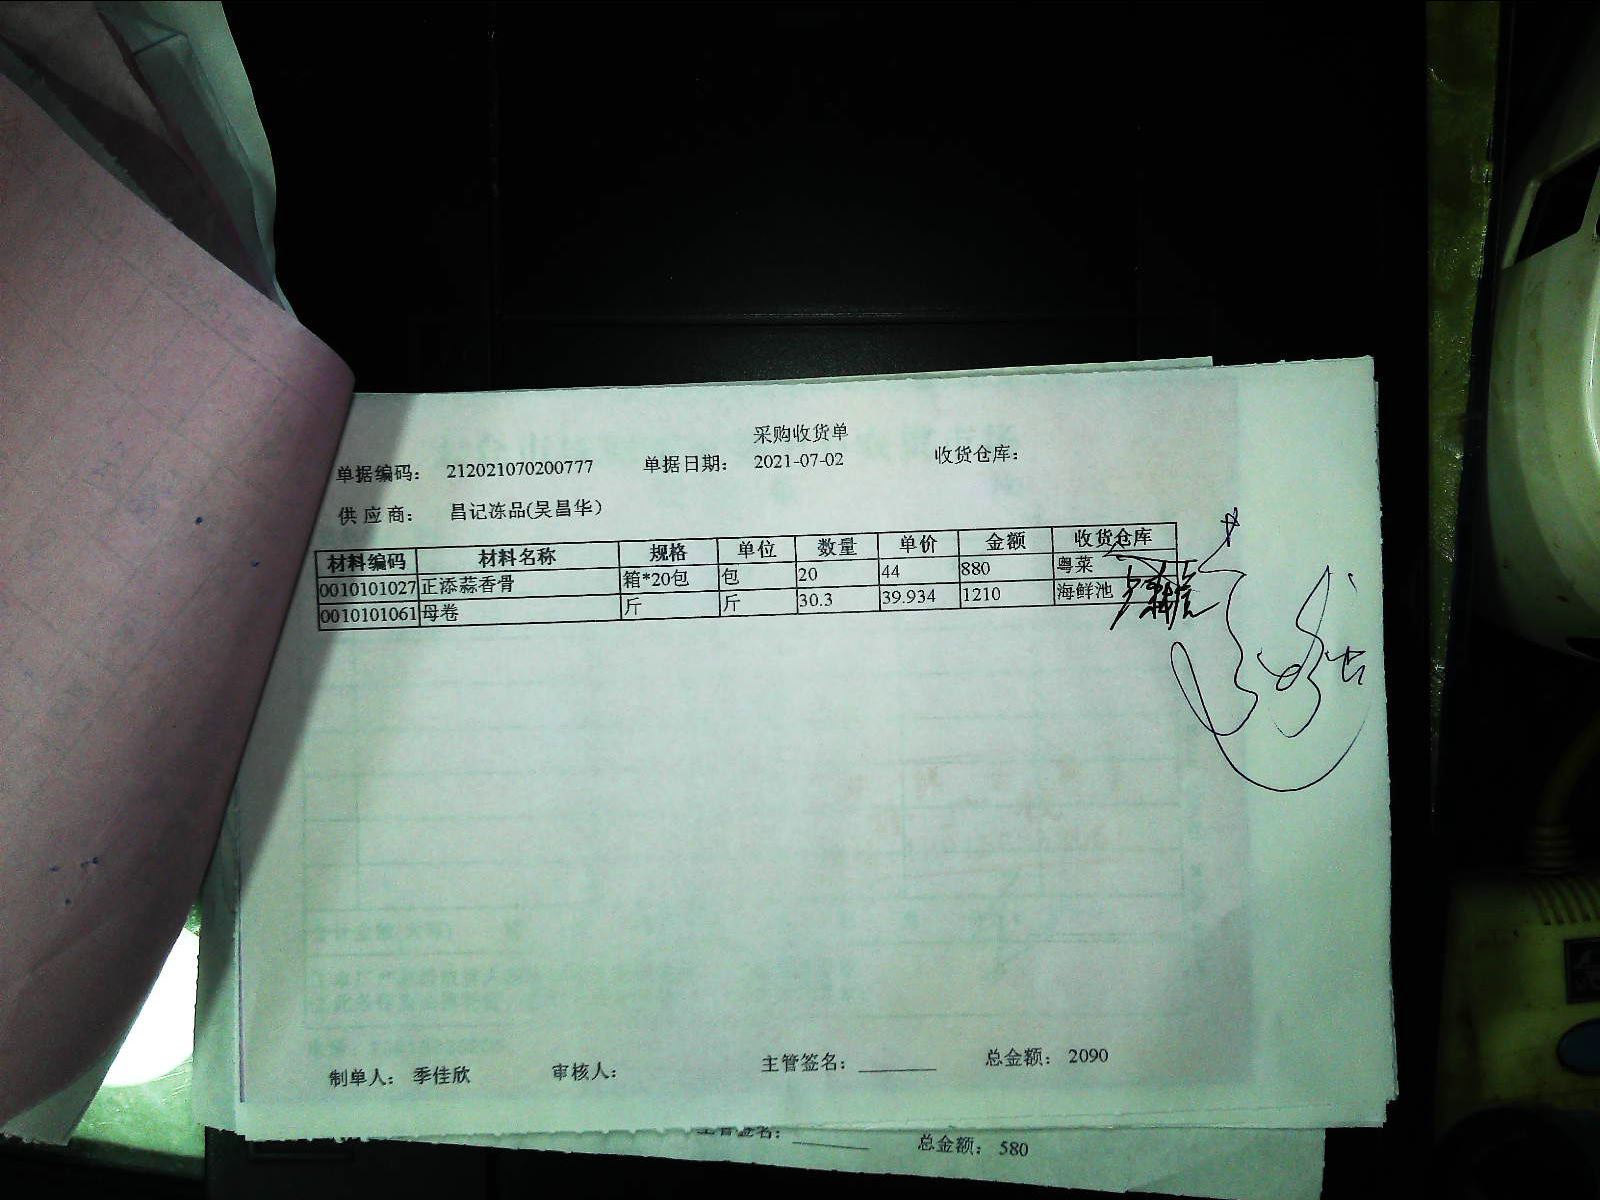 采购收货单
单据编码： 212021070200777 单据日期： 2021-07-02 收货仓库：
供应商： 昌记冻品(吴昌华）
材料编码 材料名称 规格 单位 数量 单价 金额 收货仓库
0010101027 正添蒜香骨 箱*20包 包 20 44 880 粤菜
0010101061 母卷 斤 斤 30.3 39.934 1210 海鲜池
制单人： 季佳欣 审核人： 主管签名： 总金额： 2090
主管签名： 总金额： 580